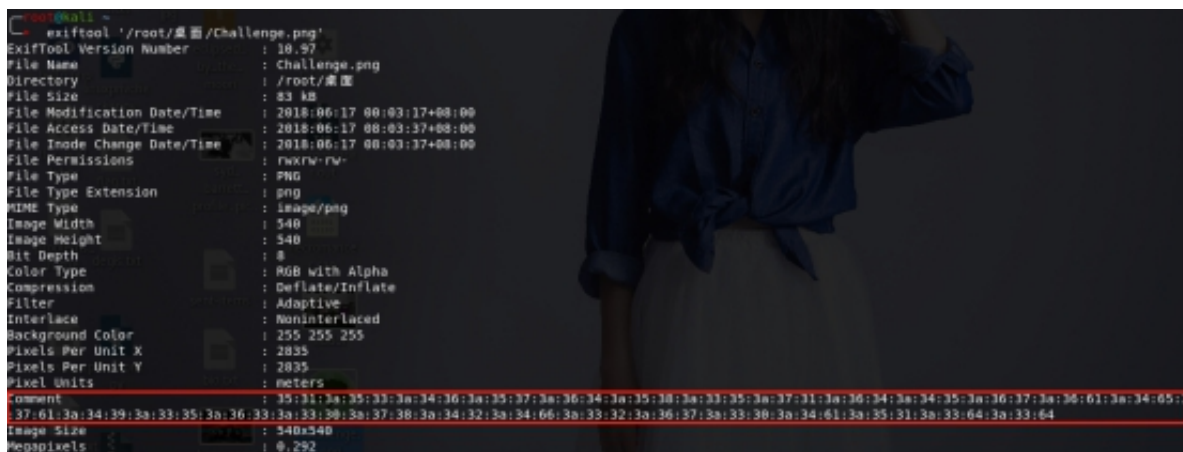 root@kali ~
exiftool '/root/桌面/Challenge.png'
ExifTool Version Number : 10.97
File Name : Challenge.png
Directory : /root/桌面
File Size : 83 kB
File Modification Date/Time : 2018:06:17 00:03:17+08:00
File Access Date/Time : 2018:06:17 00:03:37+08:00
File Inode Change Date/Time : 2018:06:17 00:03:37+08:00
File Permissions : rwxrw-rw-
File Type : PNG
File Type Extension : png
MIME Type : image/png
Image Width : 540
Image Height : 540
Bit Depth : 8
Color Type : RGB with Alpha
Compression : Deflate/Inflate
Filter : Adaptive
Interlace : Noninterlaced
Background Color : 255 255 255
Pixels Per Unit X : 2835
Pixels Per Unit Y : 2835
Pixel Units : meters
Comment : 35:31:3a:35:33:3a:34:36:3a:35:37:3a:36:34:3a:35:38:3a:33:35:3a:37:31:3a:36:34:3a:34:35:3a:36:37:3a:36:61:3a:34:65:
37:61:3a:34:39:3a:33:35:3a:36:33:3a:33:30:3a:37:38:3a:34:32:3a:34:66:3a:33:32:3a:36:37:3a:33:30:3a:34:61:3a:35:31:3a:33:64:3a:33:64
Image Size : 540x540
Megapixels : 0.292